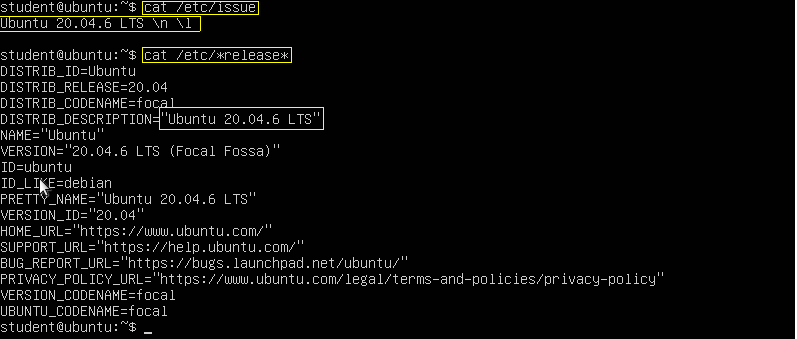 student@ubuntu:~$ cat /etc/issue
Ubuntu 20.04.6 LTS \n \l
student@ubuntu:~$ cat /etc/*release*
DISTRIB_ID=Ubuntu
DISTRIB_RELEASE=20.04
DISTRIB_CODENAME=focal
DISTRIB_DESCRIPTION="Ubuntu 20.04.6 LTS"
NAME="Ubuntu"
VERSION="20.04.6 LTS (Focal Fossa)"
ID=ubuntu
ID_LIKE=debian
PRETTY_NAME="Ubuntu 20.04.6 LTS"
VERSION_ID="20.04"
HOME_URL="https://www.ubuntu.com/"
SUPPORT_URL="https://help.ubuntu.com/"
BUG_REPORT_URL="https://bugs.launchpad.net/ubuntu/"
PRIVACY_POLICY_URL="https://www.ubuntu.com/legal/terms-and-policies/privacy-policy"
VERSION_CODENAME=focal
UBUNTU_CODENAME=focal
student@ubuntu:~$ _